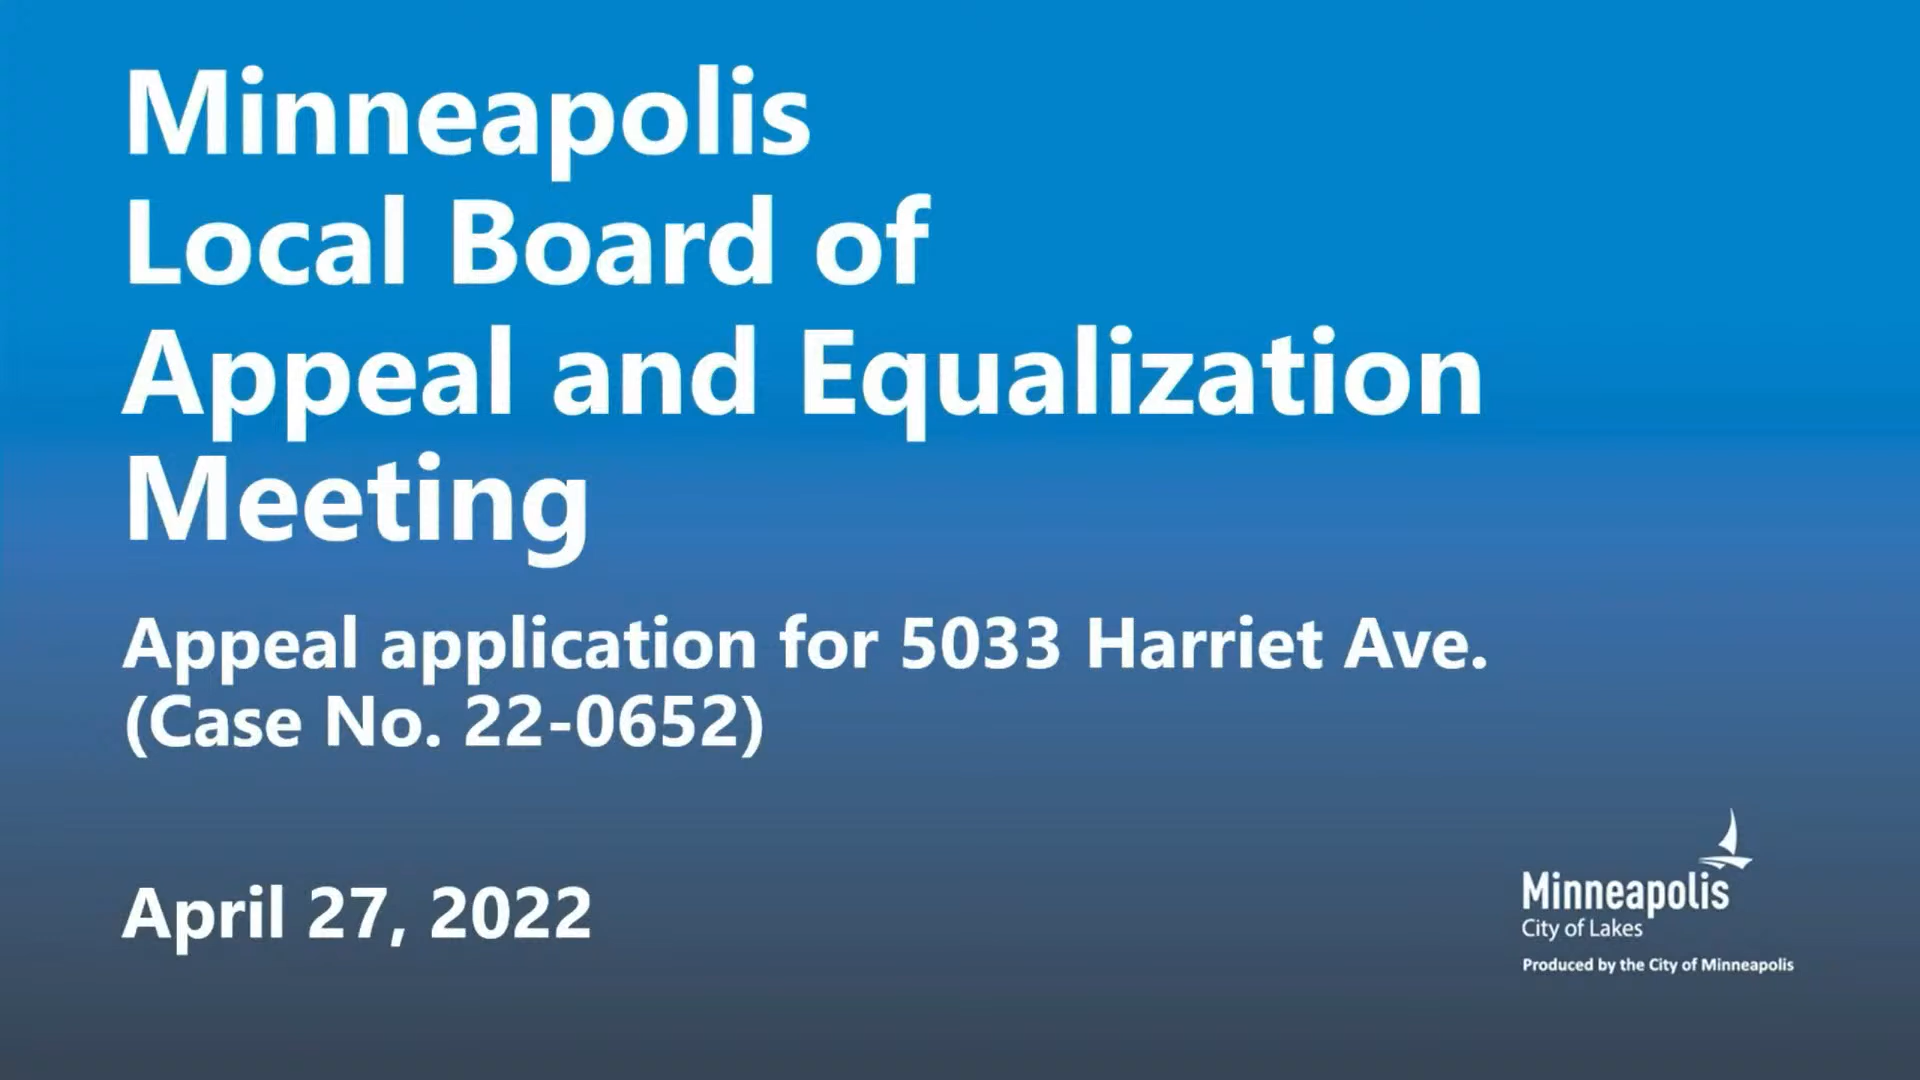 Minneapolis
Local Board of
Appeal and Equalization
Meeting
Appeal application for 5033 Harriet Ave.
(Case No. 22-0652)
April 27, 2022
Minneapolis
City of Lakes
Produced by the City of Minneapolis